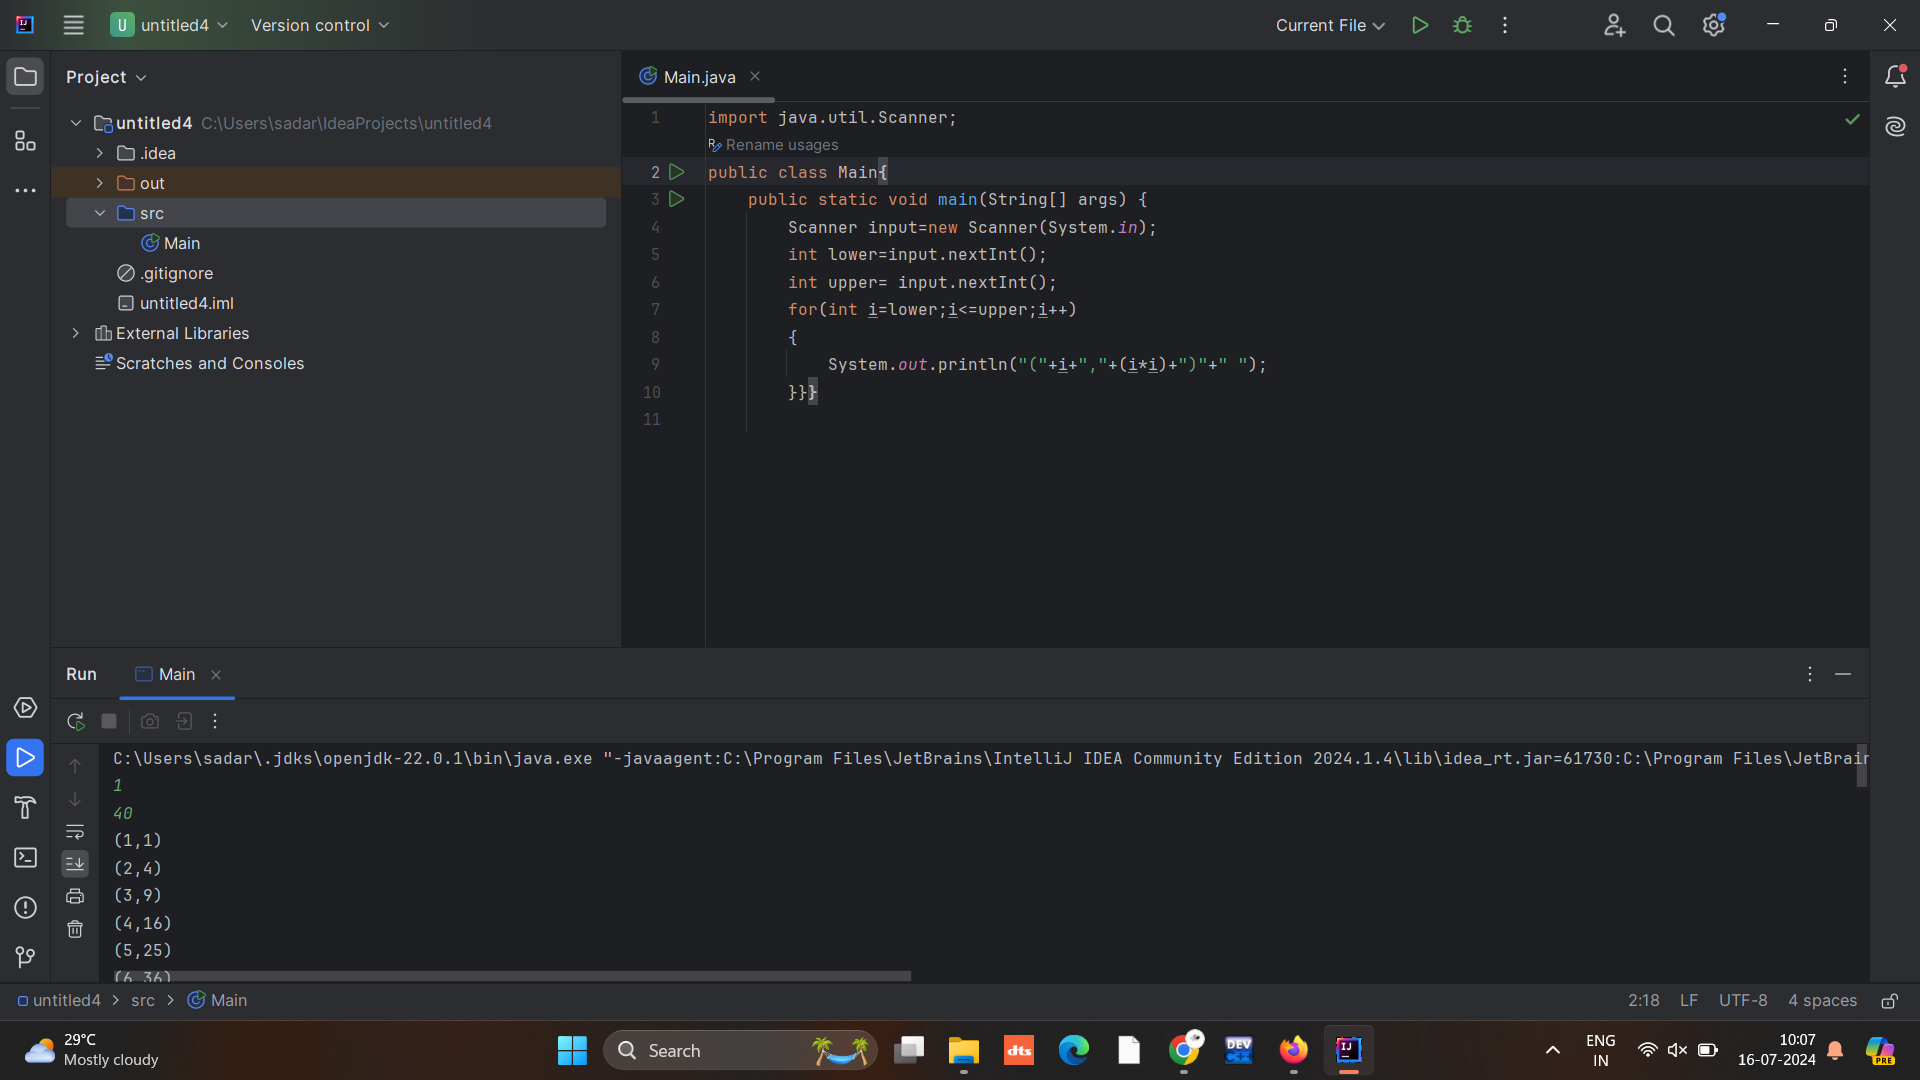 U untitled4 Version control Current File
Project
Main.java
untitled4 C:\Users\sadar\IdeaProjects\untitled4
.idea
out
src
Main
.gitignore
untitled4.iml
External Libraries
Scratches and Consoles
1 import java.util.Scanner;
Rename usages
2 public class Main{
3 public static void main(String[] args) {
4 Scanner input=new Scanner(System.in);
5 int lower=input.nextInt();
6 int upper= input.nextInt();
7 for(int i=lower;i<=upper;i++)
8 {
9 System.out.println("("+i+","+(i*i)+")"+" ");
10 }}}
11
Run Main
C:\Users\sadar\.jdks\openjdk-22.0.1\bin\java.exe "-javaagent:C:\Program Files\JetBrains\IntelliJ IDEA Community Edition 2024.1.4\lib\idea_rt.jar=61730:C:\Program Files\JetBrain
1
40
(1,1)
(2,4)
(3,9)
(4,16)
(5,25)
(6,36)
untitled4 > src > Main 2:18 LF UTF-8 4 spaces
29°C
Mostly cloudy
Search
dts
DEV
C++
IJ
ENG
IN
10:07
16-07-2024
PRE